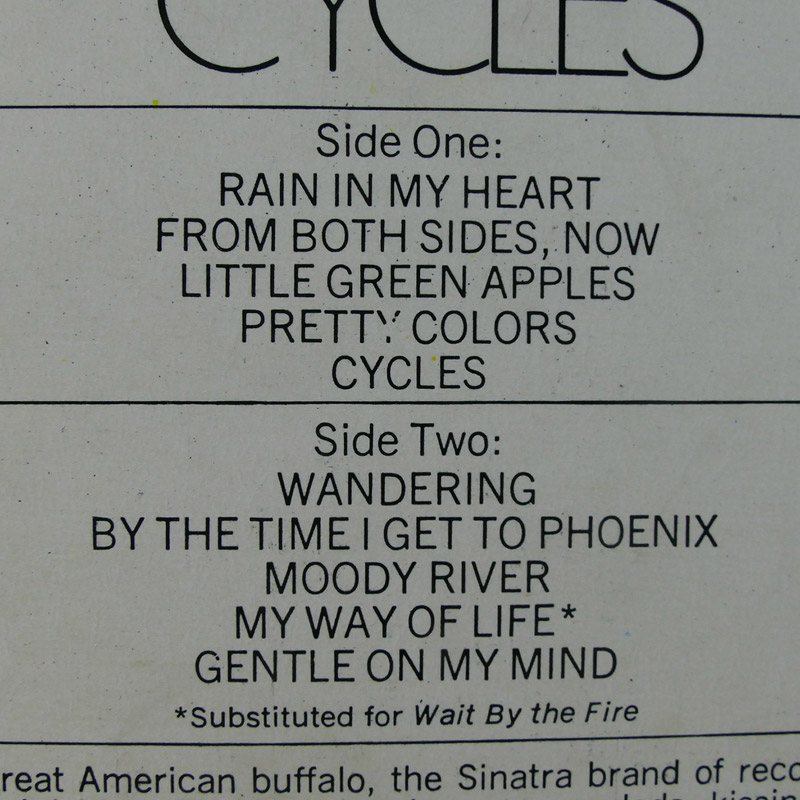 CYCLES
Side One:
RAIN IN MY HEART
FROM BOTH SIDES, NOW
LITTLE GREEN APPLES
PRETTY COLORS
CYCLES
Side Two:
WANDERING
BY THE TIME I GET TO PHOENIX
MOODY RIVER
MY WAY OF LIFE*
GENTLE ON MY MIND
*Substituted for Wait By the Fire
reat American buffalo, the Sinatra brand of reco